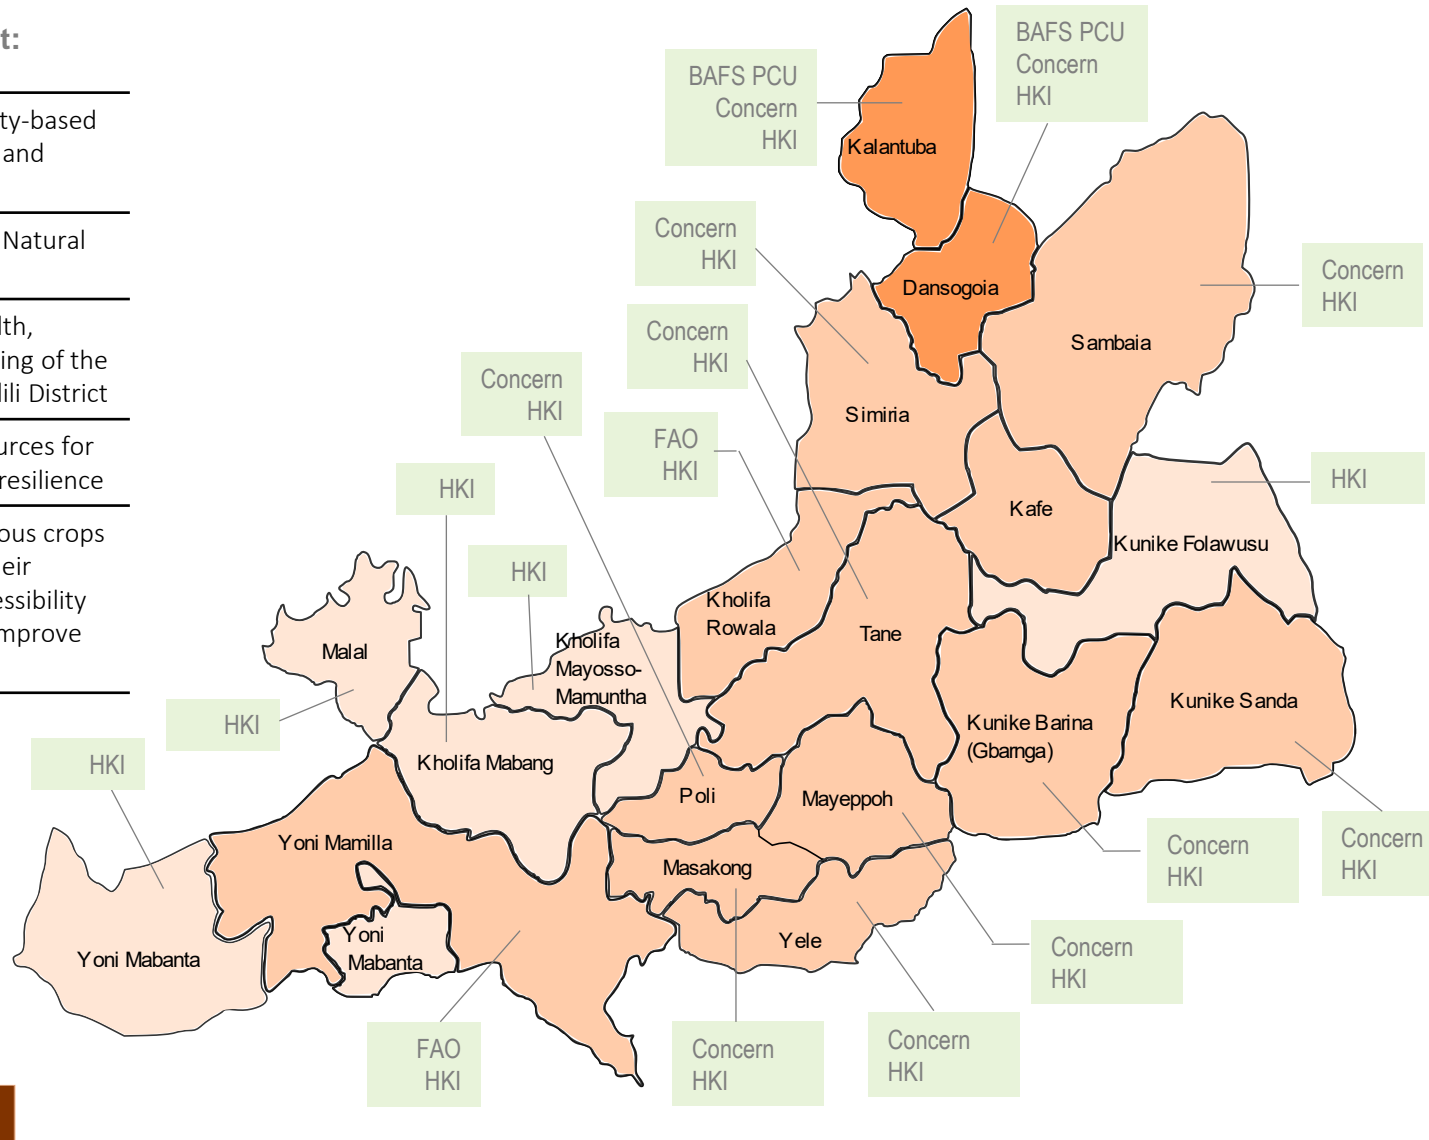 t:
ty-based
and
Natural
lth,
ing of the
lili District
urces for
resilience
ous crops
eir
essibility
improve
BAFS PCU
Concern
HKI
BAFS PCU
Concern
HKI
Kalantuba
Concern
HKI
Dansogoia
Concern
HKI
Concern
HKI
Sambaia
Concern
HKI
Simiria
FAO
HKI
HKI
HKI
Kafe
Kunike Folawusu
HKI
Kholifa
Rowala
Tane
Kholifa
Mayosso-
Mamuntha
Malal
HKI
Kunike Sanda
Kunike Barina
(Gbarnga)
Kholifa Mabang
HKI
Poli
Mayeppoh
Yoni Mamilla
Masakong
Concern
HKI
Concern
HKI
Yoni
Mabanta
Yele
Yoni Mabanta
Concern
HKI
FAO
HKI
Concern
HKI
Concern
HKI